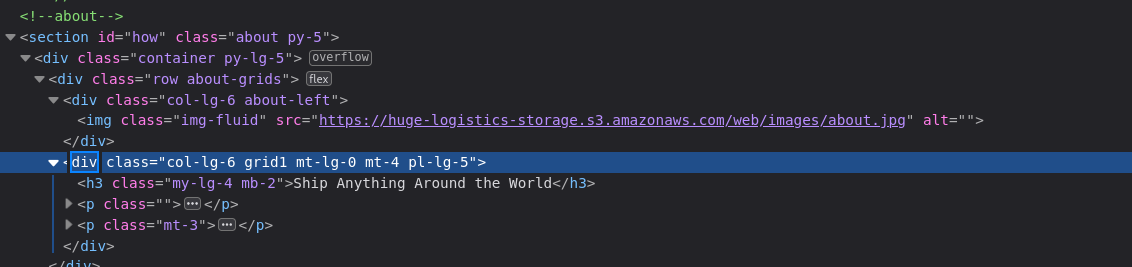 <!--about-->
<section id="how" class="about py-5">
<div class="container py-lg-5"> overflow
<div class="row about-grids"> flex
<div class="col-lg-6 about-left">
<img class="img-fluid" src="https://huge-logistics-storage.s3.amazonaws.com/web/images/about.jpg" alt="">
</div>
<div class="col-lg-6 grid1 mt-lg-0 mt-4 pl-lg-5">
<h3 class="my-lg-4 mb-2">Ship Anything Around the World</h3>
<p class=""> ••• </p>
<p class="mt-3"> ••• </p>
</div>
</div>